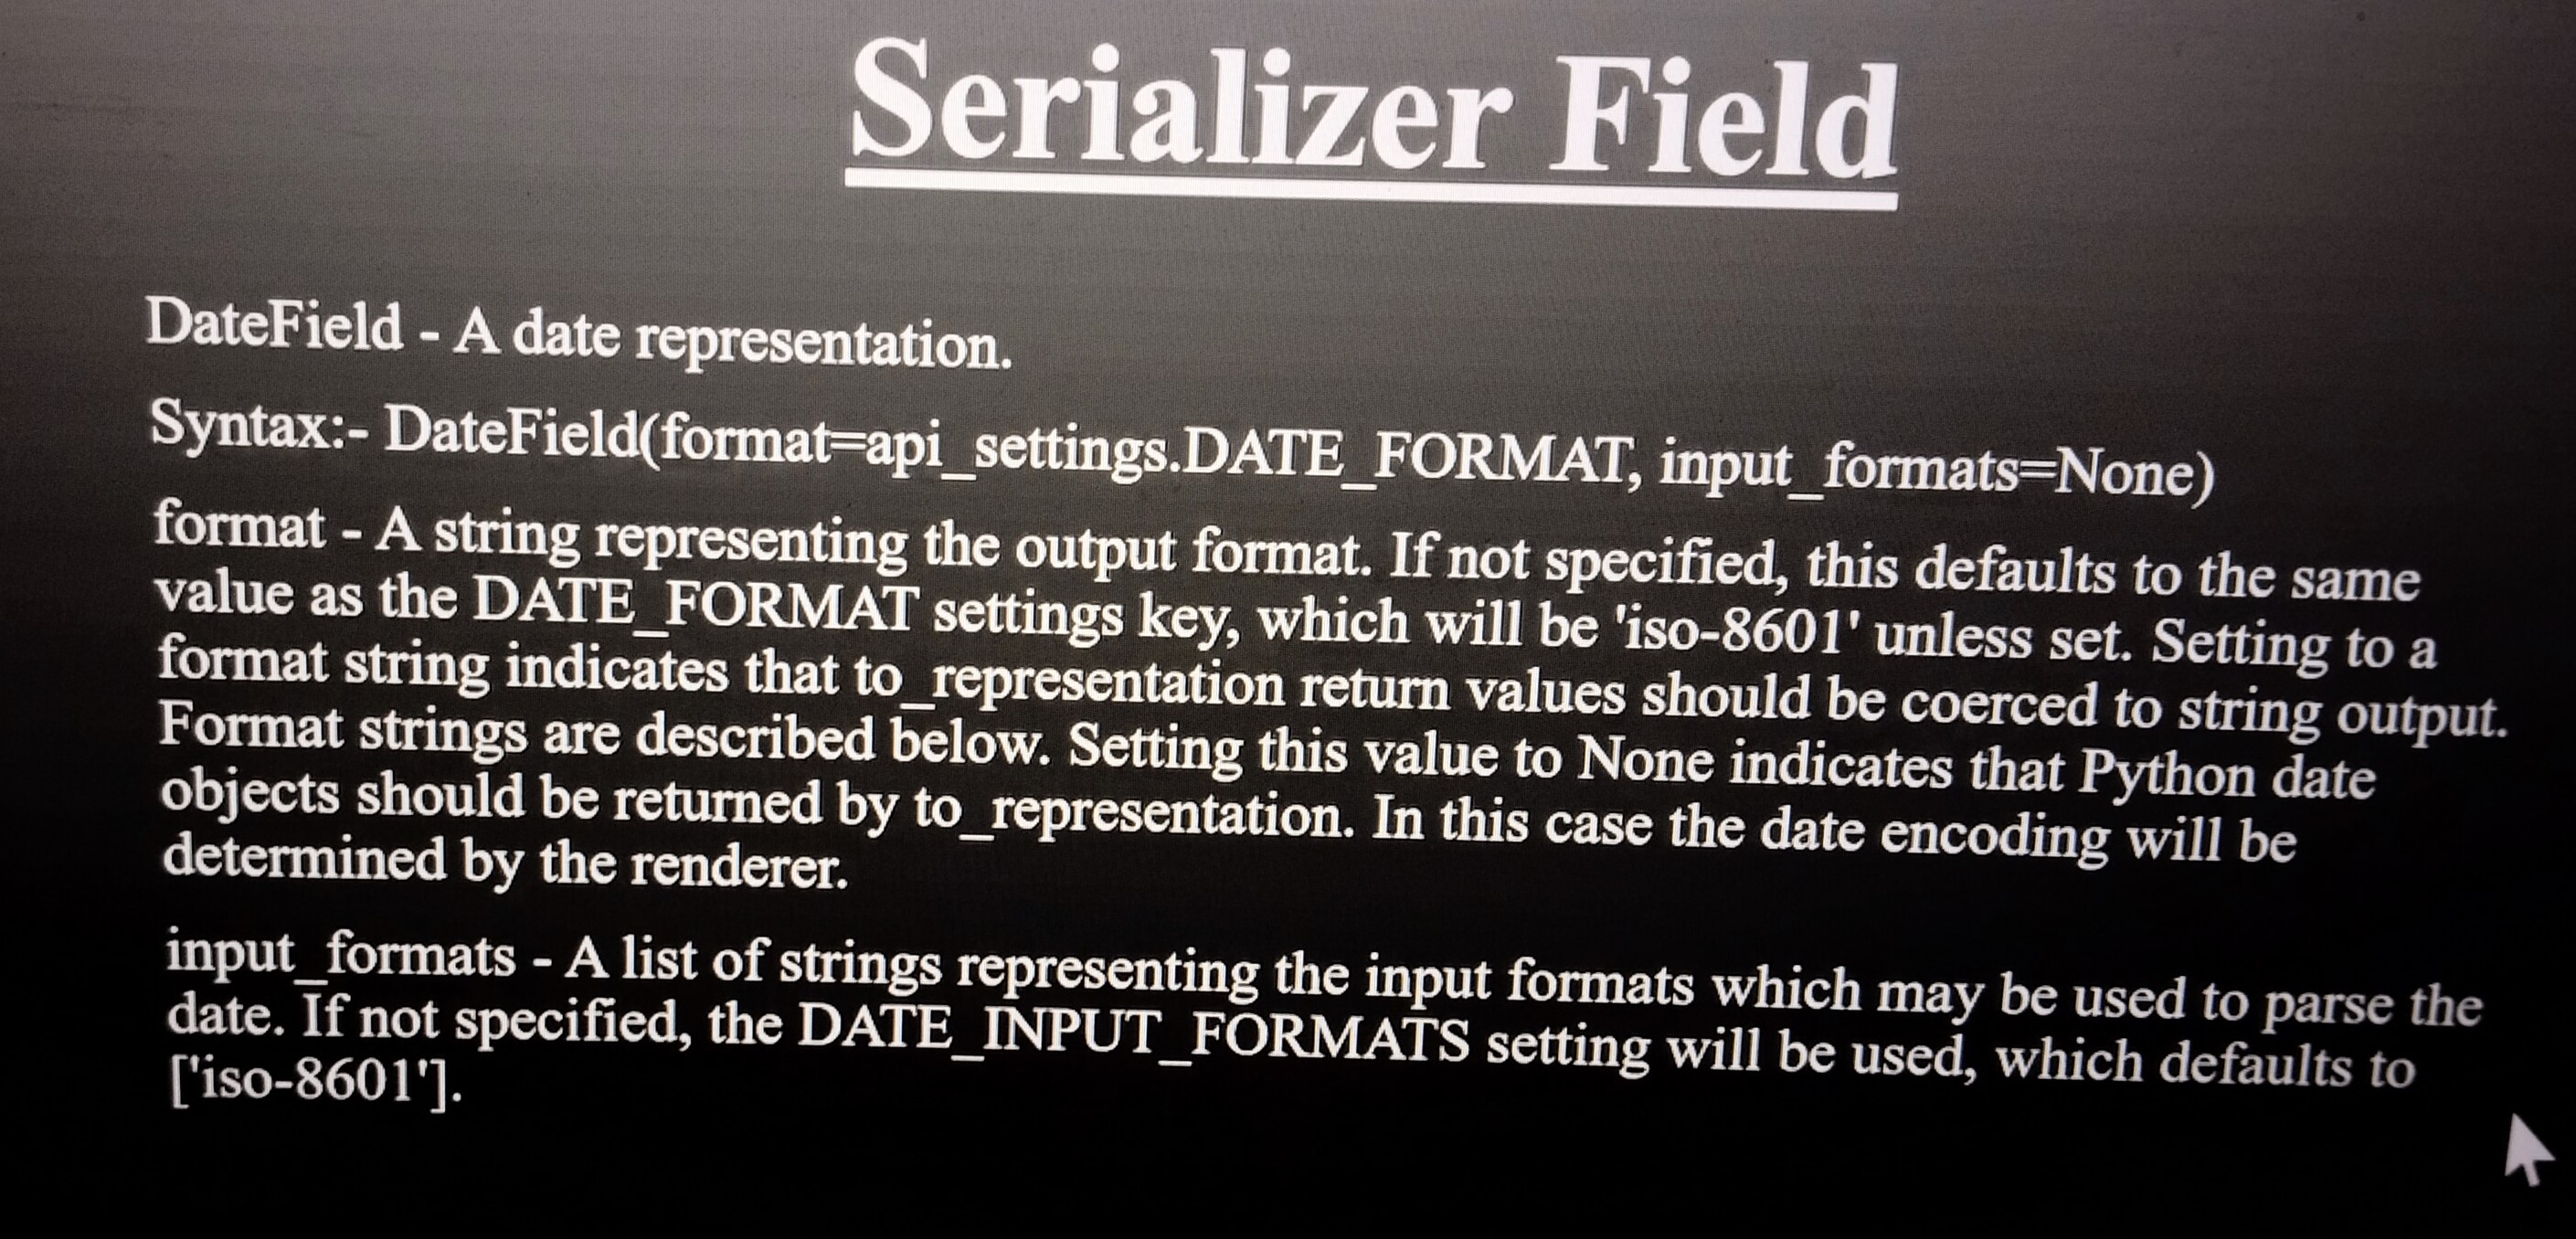 Serializer Field
DateField - A date representation.
Syntax:- DateField(format=api_settings.DATE_FORMAT, input_formats=None)
format - A string representing the output format. If not specified, this defaults to the same
value as the DATE_FORMAT settings key, which will be 'iso-8601' unless set. Setting to a
format string indicates that to_representation return values should be coerced to string output.
Format strings are described below. Setting this value to None indicates that Python date
objects should be returned by to_representation. In this case the date encoding will be
determined by the renderer.
input_formats - A list of strings representing the input formats which may be used to parse the
date. If not specified, the DATE_INPUT_FORMATS setting will be used, which defaults to
['iso-8601'].